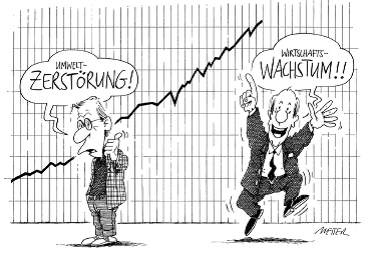 UMWELT-
ZERSTÖRUNG!
WIRTSCHAFTS-
WACHSTUM!!
METTER